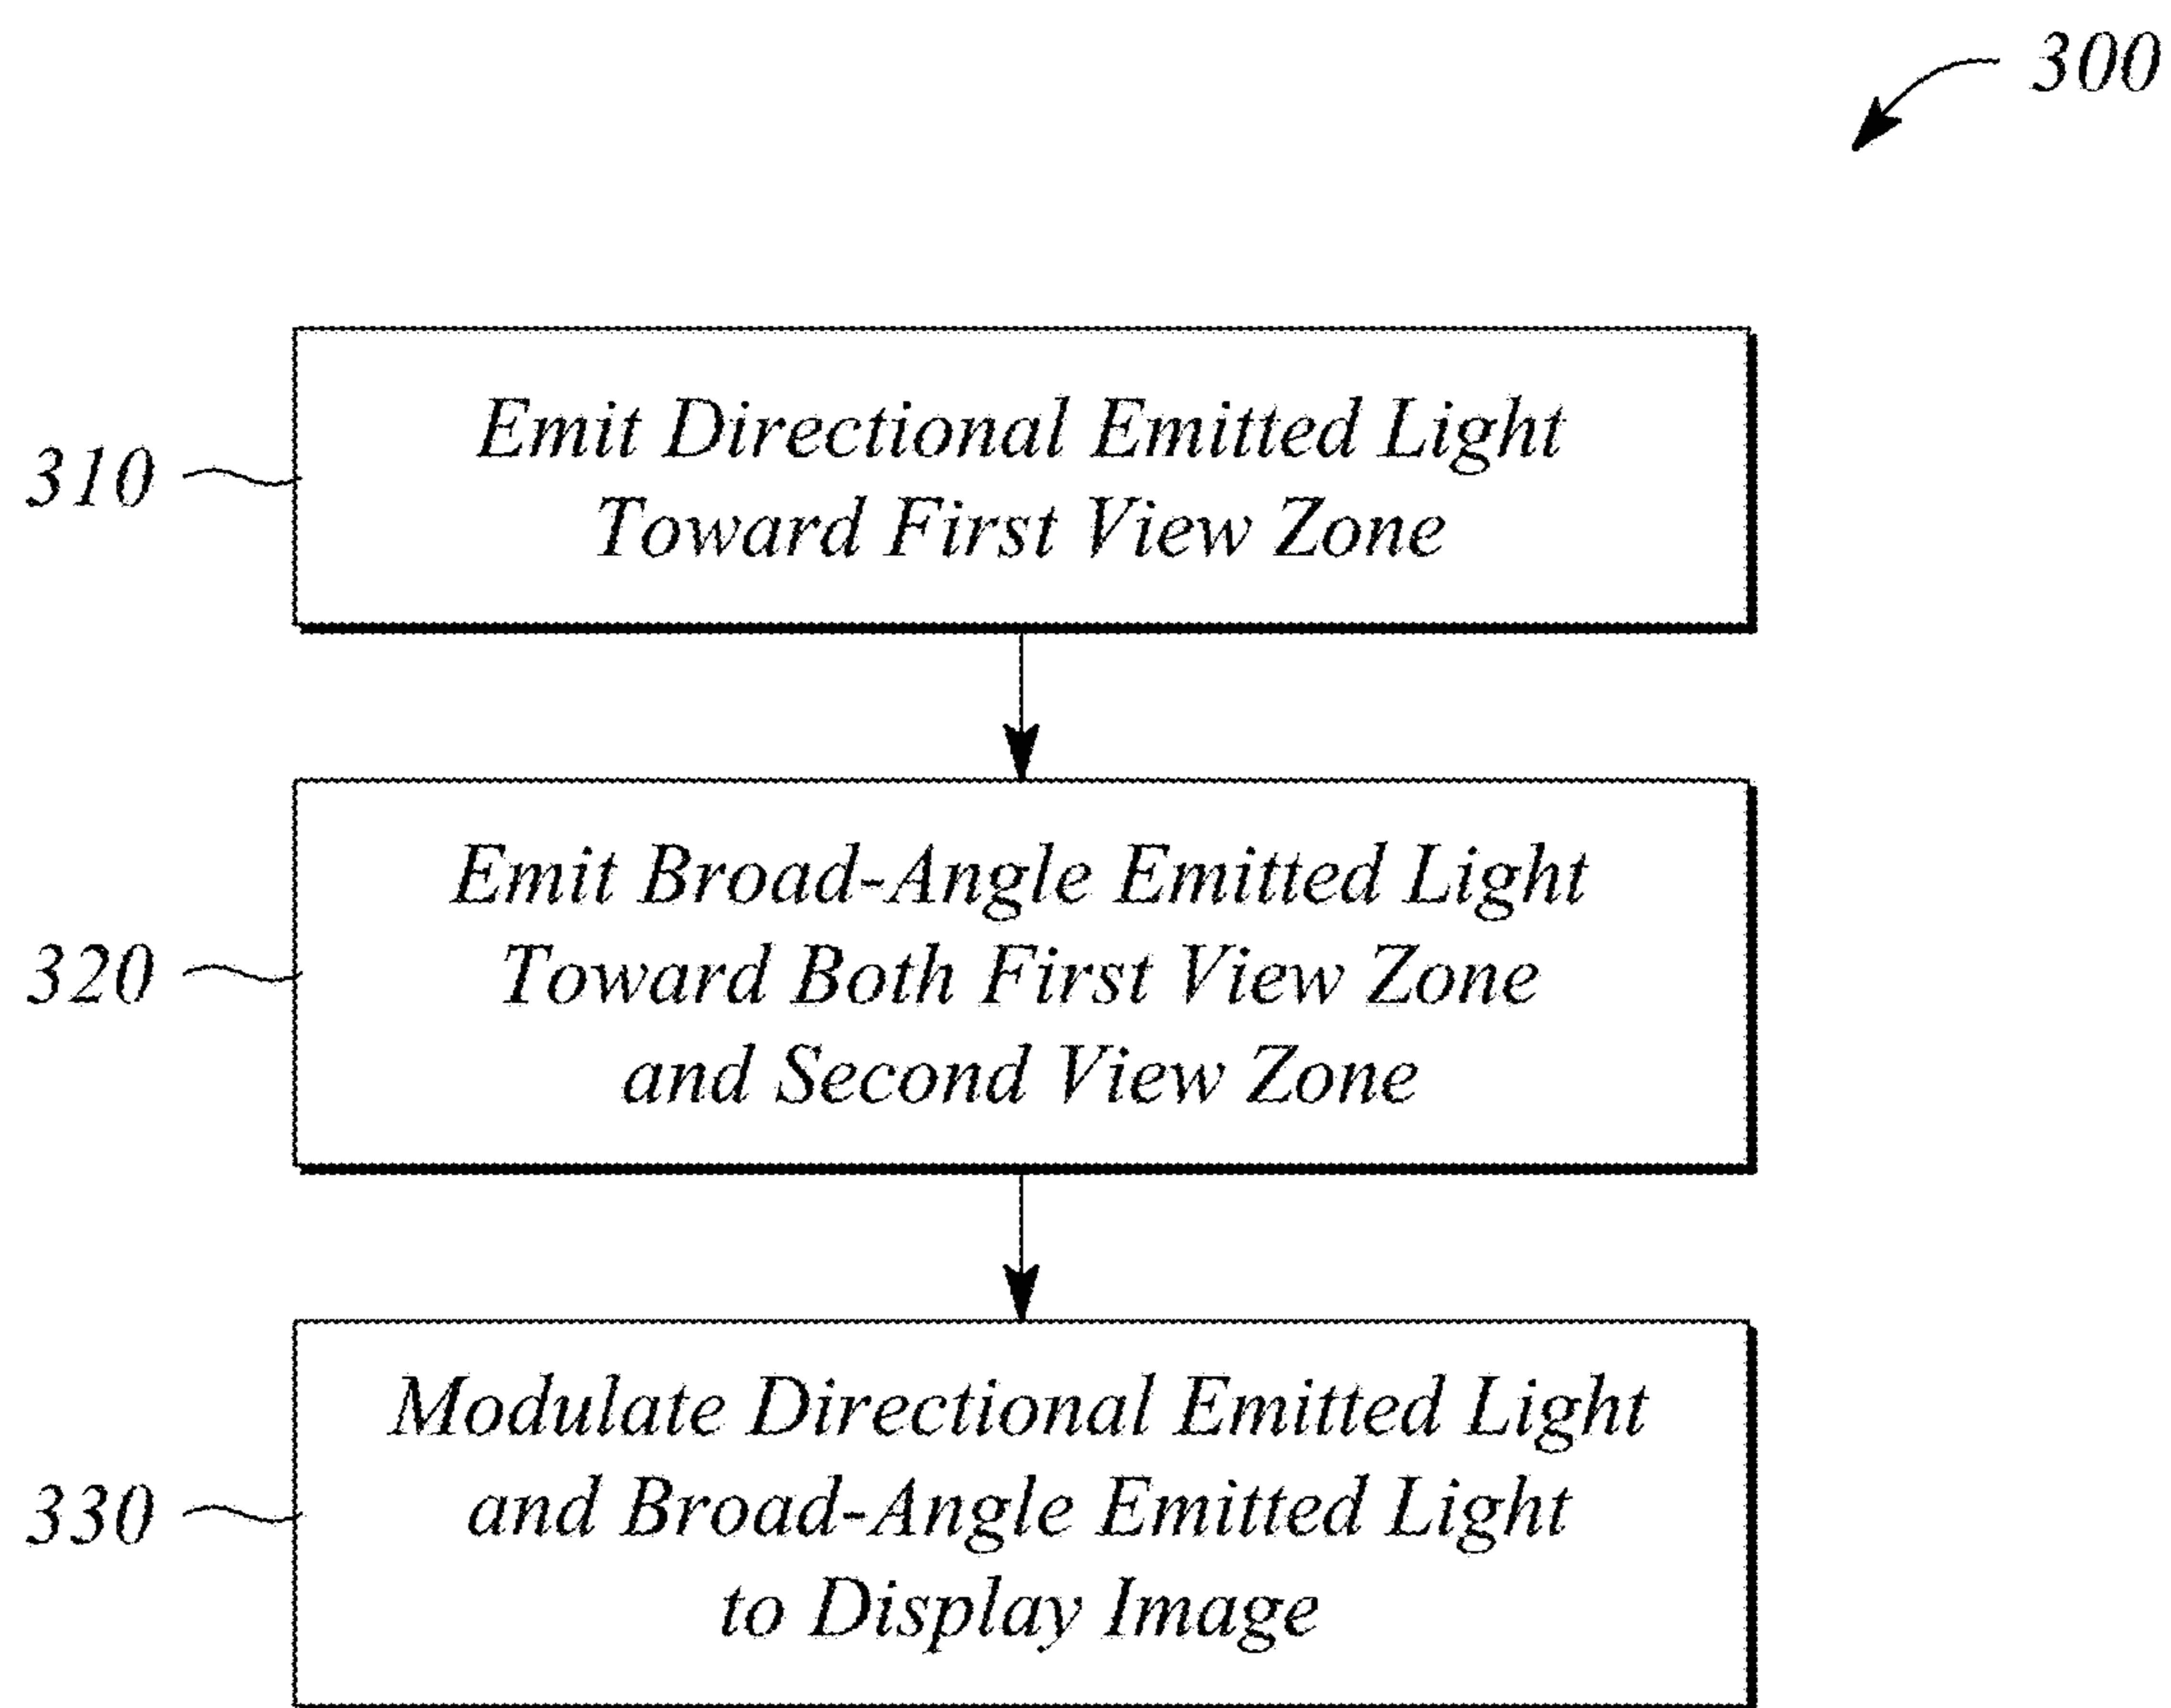 300
310
Emit Directional Emitted Light
Toward First View Zone
320
Emit Broad-Angle Emitted Light
Toward Both First View Zone
and Second View Zone
330
Modulate Directional Emitted Light
and Broad-Angle Emitted Light
to Display Image